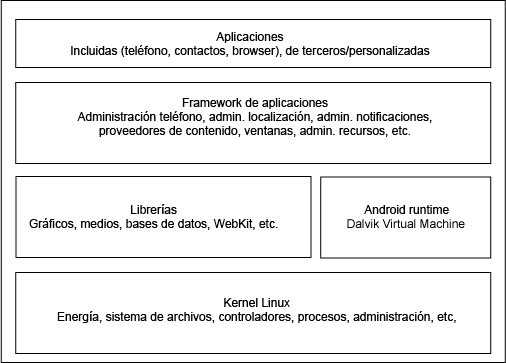 Aplicaciones
Incluidas (teléfono, contactos, browser), de terceros/personalizadas
Framework de aplicaciones
Administración teléfono, admin. localización, admin. notificaciones,
proveedores de contenido, ventanas, admin. recursos, etc.
Librerías
Gráficos, medios, bases de datos, WebKit, etc.
Android runtime
Dalvik Virtual Machine
Kernel Linux
Energía, sistema de archivos, controladores, procesos, administración, etc,